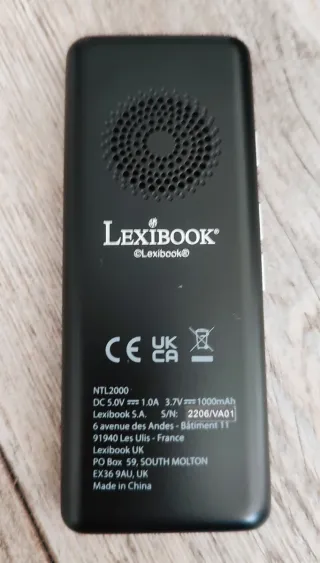 LEXIBOOK®
©Lexibook®
CE UK CA
NTL2000
DC 5.0V ⎓ 1.0A 3.7V ⎓ 1000mAh
Lexibook S.A. S/N: 2206/VA01
6 avenue des Andes - Bâtiment 11
91940 Les Ulis - France
Lexibook UK
PO Box 59, SOUTH MOLTON
EX36 9AU, UK
Made in China